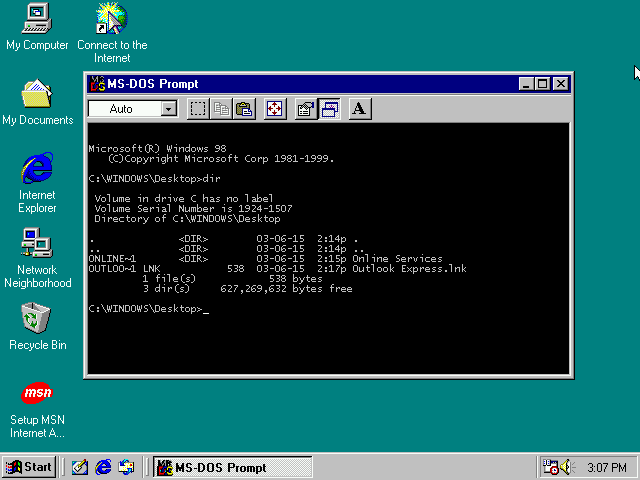 My Computer
Connect to the
Internet
My Documents
Internet
Explorer
Network
Neighborhood
Recycle Bin
msn
Setup MSN
Internet A...
MS-DOS Prompt
Auto
A
Microsoft(R) Windows 98
(C)Copyright Microsoft Corp 1981-1999.
C:\WINDOWS\Desktop>dir
Volume in drive C has no label
Volume Serial Number is 1924-1507
Directory of C:\WINDOWS\Desktop
. <DIR> 03-06-15 2:14p .
.. <DIR> 03-06-15 2:14p ..
ONLINE~1 <DIR> 03-06-15 2:15p Online Services
OUTLOO~1 LNK 538 03-06-15 2:17p Outlook Express.lnk
1 file(s) 538 bytes
3 dir(s) 627,269,632 bytes free
C:\WINDOWS\Desktop>_
Start
MS-DOS Prompt
3:07 PM